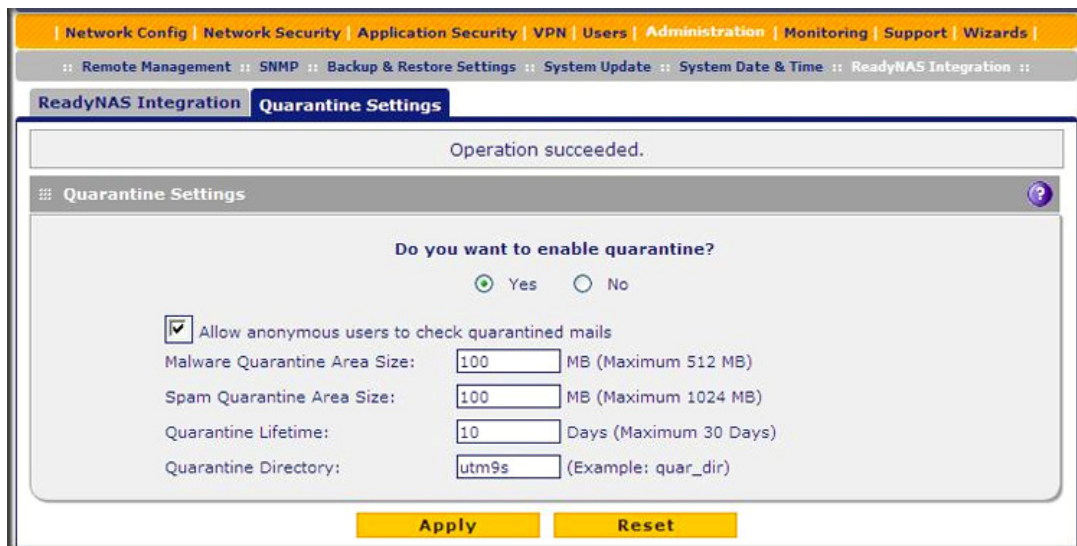 | Network Config | Network Security | Application Security | VPN | Users | Administration | Monitoring | Support | Wizards |
:: Remote Management :: SNMP :: Backup & Restore Settings :: System Update :: System Date & Time :: ReadyNAS Integration ::
ReadyNAS Integration Quarantine Settings
Operation succeeded.
Quarantine Settings ?
Do you want to enable quarantine?
Yes No
Allow anonymous users to check quarantined mails
Malware Quarantine Area Size: 100 MB (Maximum 512 MB)
Spam Quarantine Area Size: 100 MB (Maximum 1024 MB)
Quarantine Lifetime: 10 Days (Maximum 30 Days)
Quarantine Directory: utm9s (Example: quar_dir)
Apply Reset